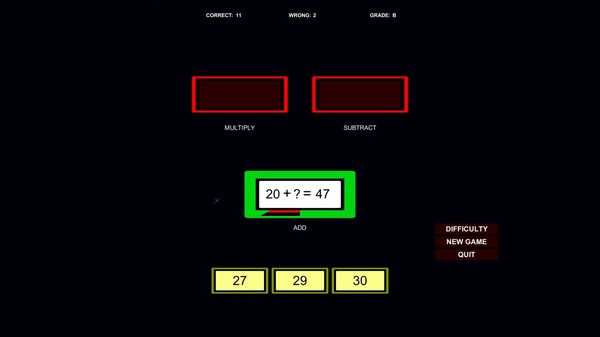 CORRECT: 11 WRONG: 2 GRADE: B
MULTIPLY SUBTRACT
20 + ? = 47
ADD
DIFFICULTY
NEW GAME
QUIT
27 29 30